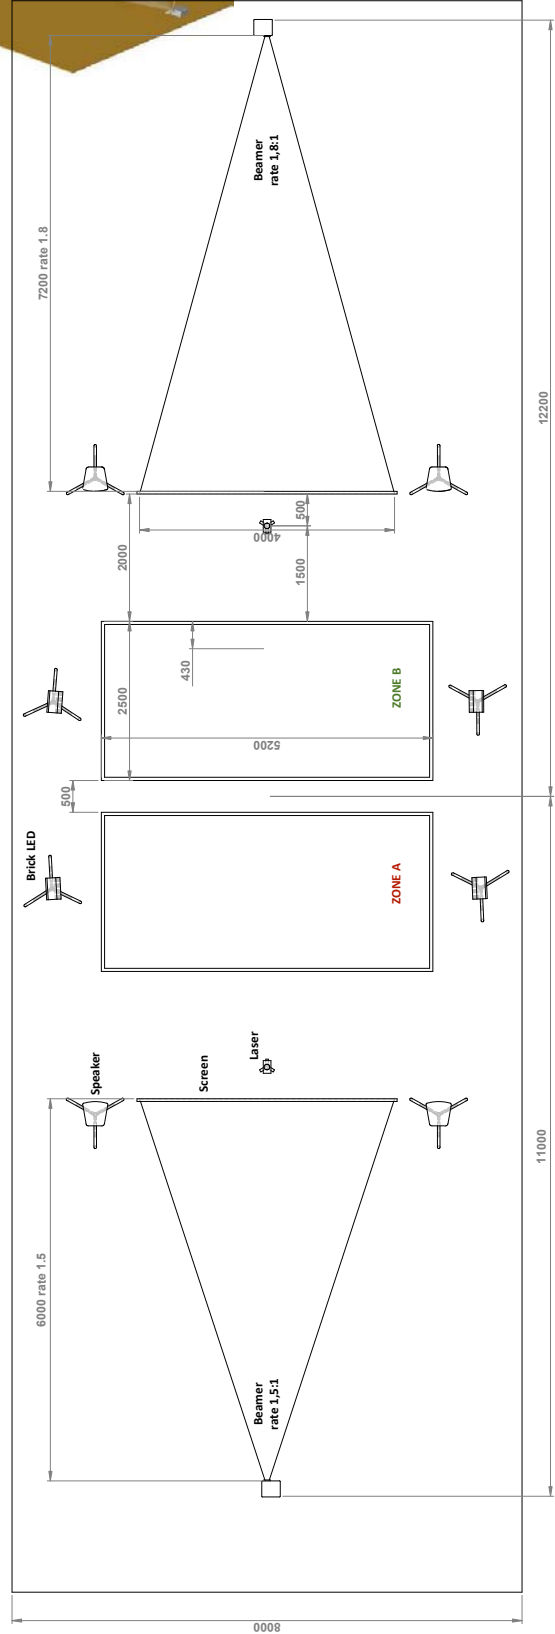 7200 rate 1.8
Beamer
rate 1,8:1
12200
2000
500
4000
1500
430
2500
ZONE B
5200
500
Brick LED
ZONE A
Speaker
Screen
Laser
11000
6000 rate 1.5
Beamer
rate 1,5:1
8000